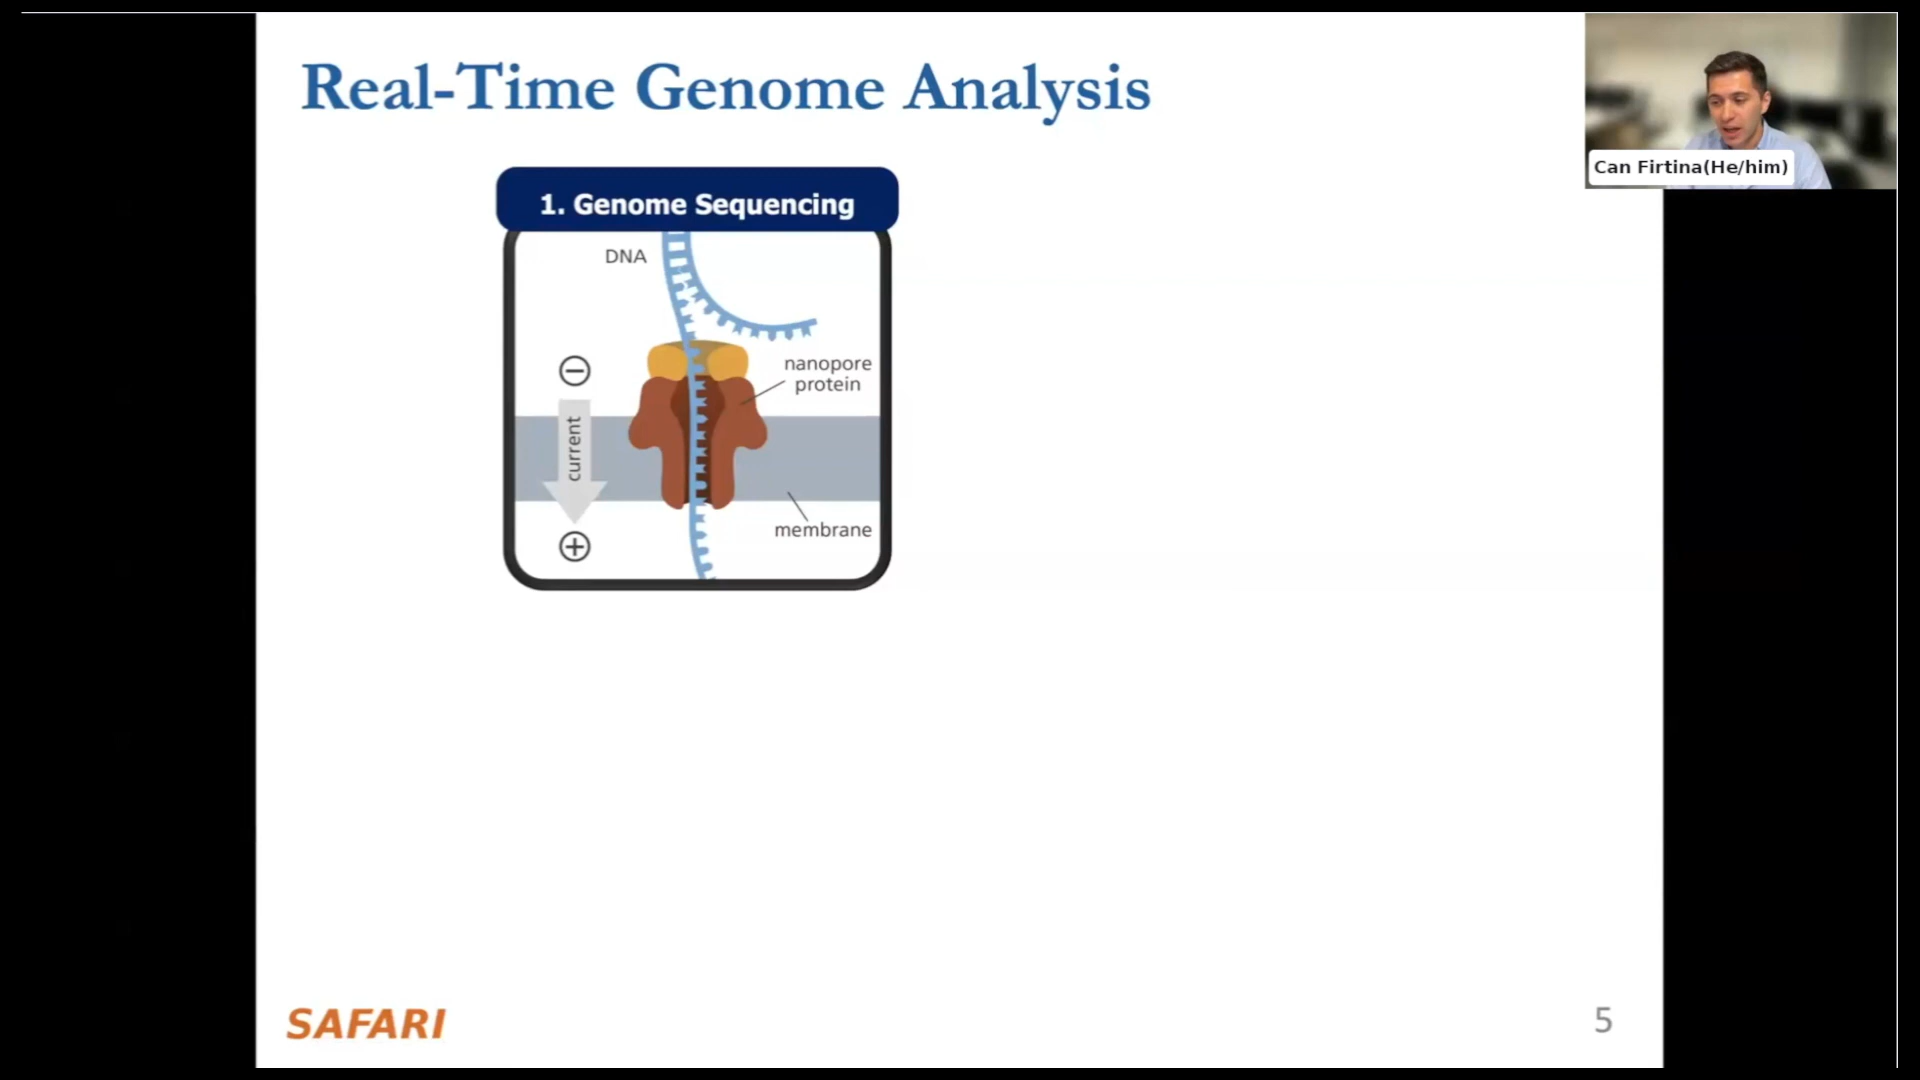 Real-Time Genome Analysis
Can Firtina(He/him)
1. Genome Sequencing
DNA
nanopore
protein
current
membrane
SAFARI
5